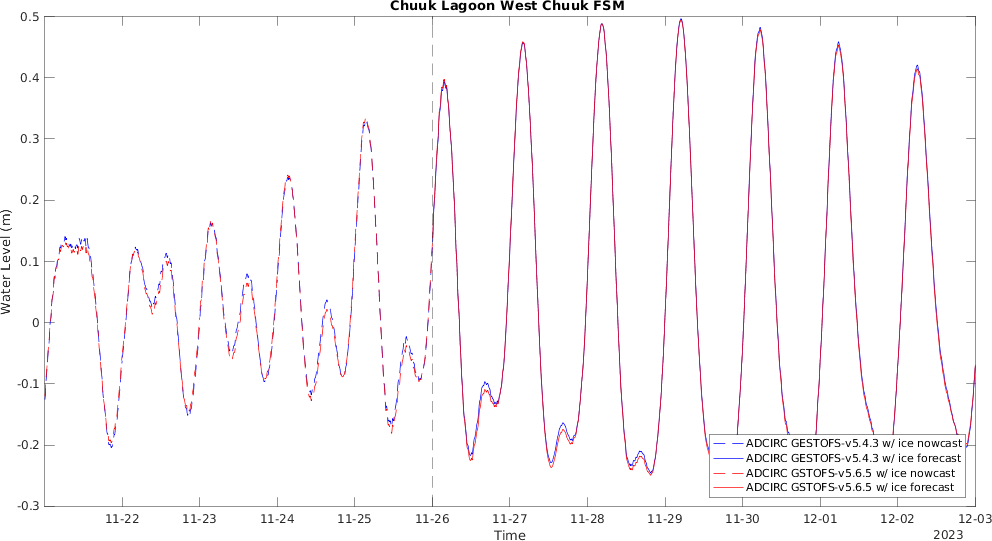 Chuuk Lagoon West Chuuk FSM
0.5
0.4
0.3
0.2
0.1
0
-0.1
-0.2
-0.3
Water Level (m)
ADCIRC GESTOFS-v5.4.3 w/ ice nowcast
ADCIRC GESTOFS-v5.4.3 w/ ice forecast
ADCIRC GSTOFS-v5.6.5 w/ ice nowcast
ADCIRC GSTOFS-v5.6.5 w/ ice forecast
11-22 11-23 11-24 11-25 11-26 11-27 11-28 11-29 11-30 12-01 12-02 12-03
Time
2023